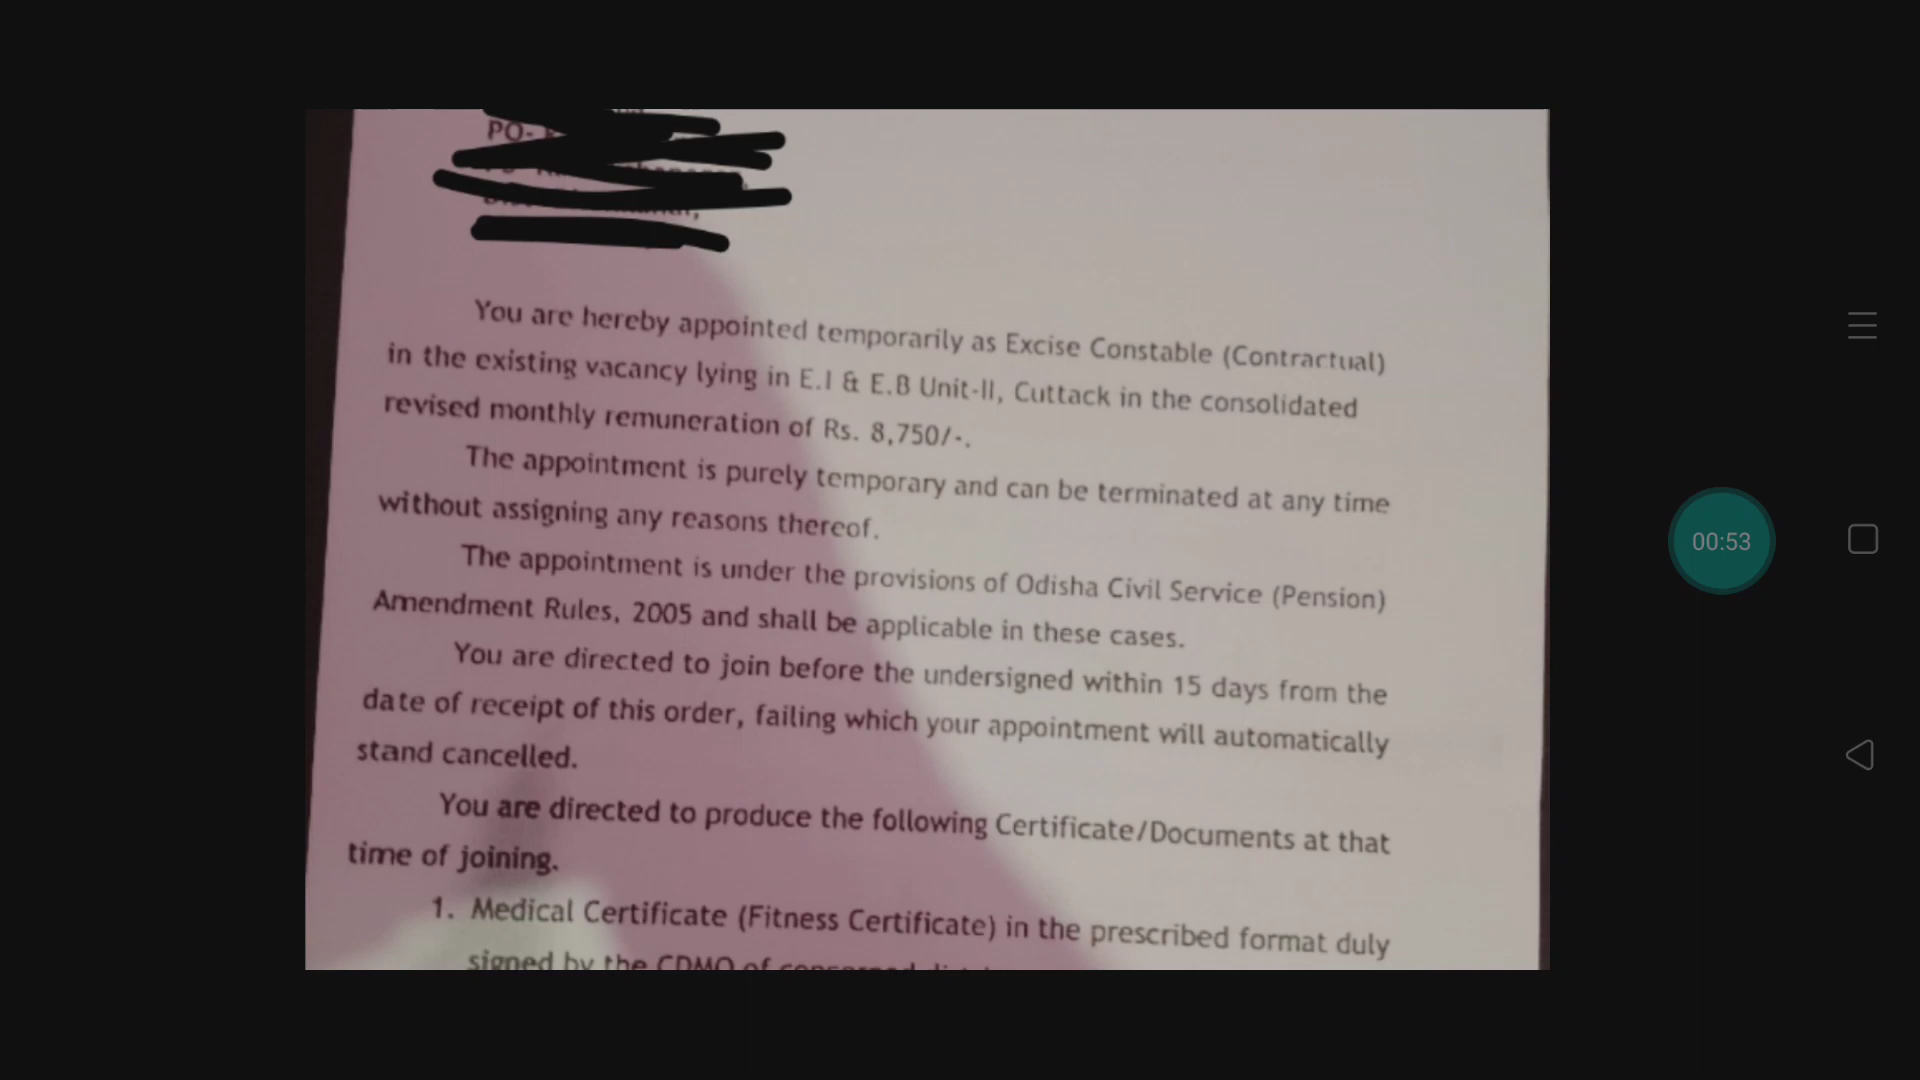 PO-
You are hereby appointed temporarily as Excise Constable (Contractual)
in the existing vacancy lying in E.I & E.B Unit-II, Cuttack in the consolidated
revised monthly remuneration of Rs. 8,750/-.
The appointment is purely temporary and can be terminated at any time
without assigning any reasons thereof.
The appointment is under the provisions of Odisha Civil Service (Pension)
Amendment Rules, 2005 and shall be applicable in these cases.
You are directed to join before the undersigned within 15 days from the
date of receipt of this order, failing which your appointment will automatically
stand cancelled.
You are directed to produce the following Certificate/Documents at that
time of joining.
1. Medical Certificate (Fitness Certificate) in the prescribed format duly
signed by the CDMO of concerned
00:53